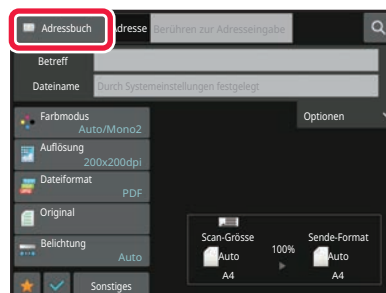 Adressbuch Adresse Berühren zur Adresseingabe
Betreff
Dateiname Durch Systemeinstellungen festgelegt
Farbmodus
Auto/Mono2
Optionen
Auflösung
200x200dpi
Dateiformat
PDF
Original
Belichtung
Auto
Sonstiges
Scan-Grösse
Auto
A4
100%
Sende-Format
Auto
A4